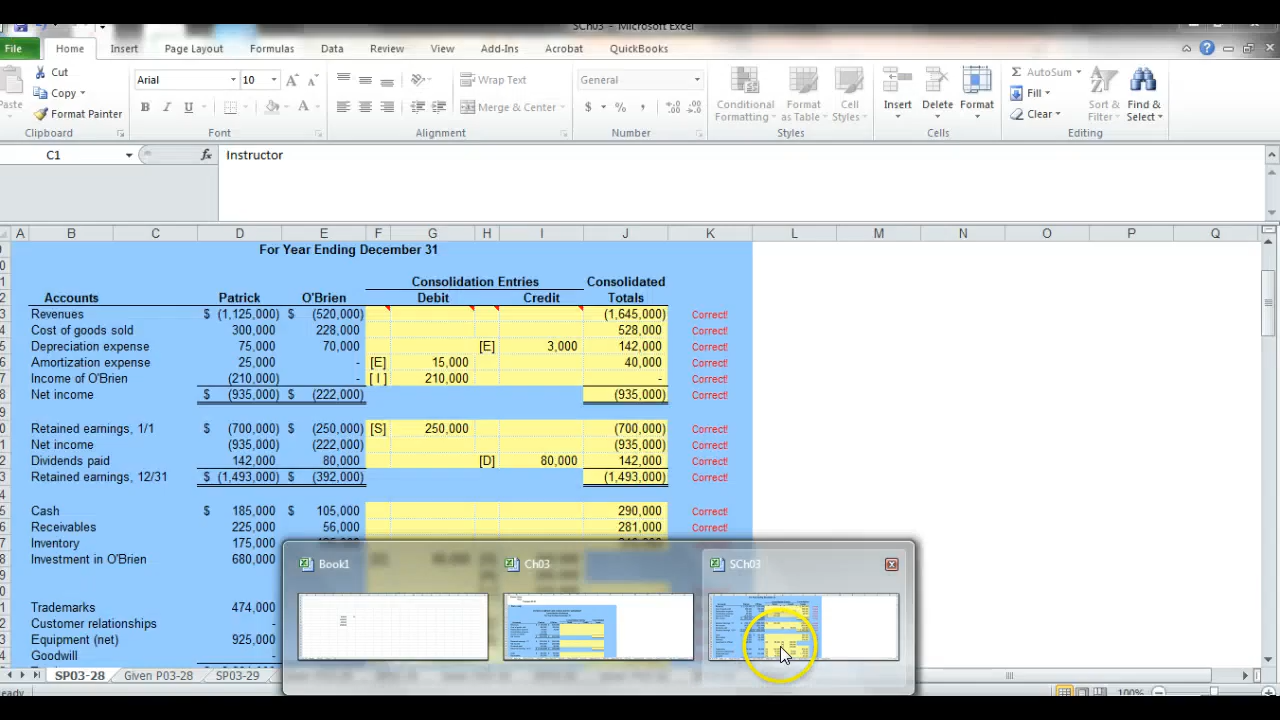 SCh03 - Microsoft Excel
File Home Insert Page Layout Formulas Data Review View Add-Ins Acrobat QuickBooks
Cut
Copy
Format Painter
Paste
Clipboard
Arial 10
B I U
Font
Wrap Text
Merge & Center
Alignment
General
$ % ,
Number
Conditional Formatting
Format as Table
Cell Styles
Styles
Insert Delete Format
Cells
AutoSum
Fill
Clear
Sort & Filter
Find & Select
Editing
C1 fx Instructor
A B C D E F G H I J K L M N O P Q
For Year Ending December 31
Consolidation Entries Consolidated
Accounts Patrick O'Brien Debit Credit Totals
Revenues $ (1,125,000) $ (520,000) (1,645,000) Correct!
Cost of goods sold 300,000 228,000 528,000 Correct!
Depreciation expense 75,000 70,000 [E] 3,000 142,000 Correct!
Amortization expense 25,000 - [E] 15,000 40,000 Correct!
Income of O'Brien (210,000) - [ I ] 210,000 - Correct!
Net income $ (935,000) $ (222,000) (935,000) Correct!
Retained earnings, 1/1 $ (700,000) $ (250,000) [S] 250,000 (700,000) Correct!
Net income (935,000) (222,000) (935,000) Correct!
Dividends paid 142,000 80,000 [D] 80,000 142,000 Correct!
Retained earnings, 12/31 $ (1,493,000) $ (392,000) (1,493,000) Correct!
Cash $ 185,000 $ 105,000 290,000 Correct!
Receivables 225,000 56,000 281,000 Correct!
Inventory 175,000
Investment in O'Brien 680,000
Trademarks 474,000
Customer relationships -
Equipment (net) 925,000
Goodwill -
Book1 Ch03 SCh03
SP03-28 Given P03-28 SP03-29
100%